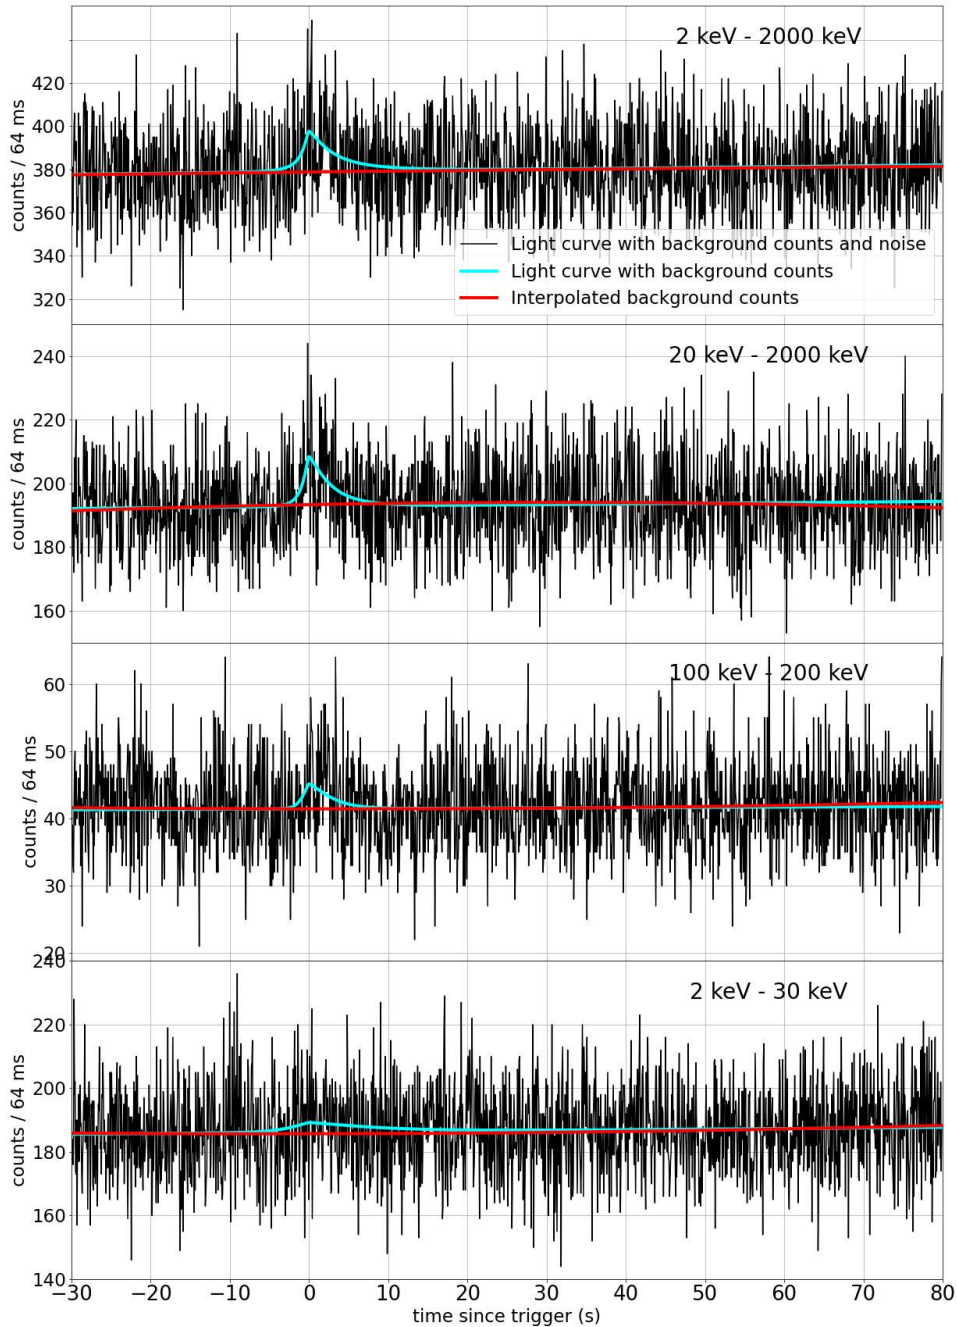 2 keV - 2000 keV
420
400
380
360
340
320
counts / 64 ms
Light curve with background counts and noise
Light curve with background counts
Interpolated background counts
20 keV - 2000 keV
240
220
200
180
160
counts / 64 ms
100 keV - 200 keV
60
50
40
30
20
counts / 64 ms
2 keV - 30 keV
240
220
200
180
160
140
counts / 64 ms
−30 −20 −10 0 10 20 30 40 50 60 70 80
time since trigger (s)